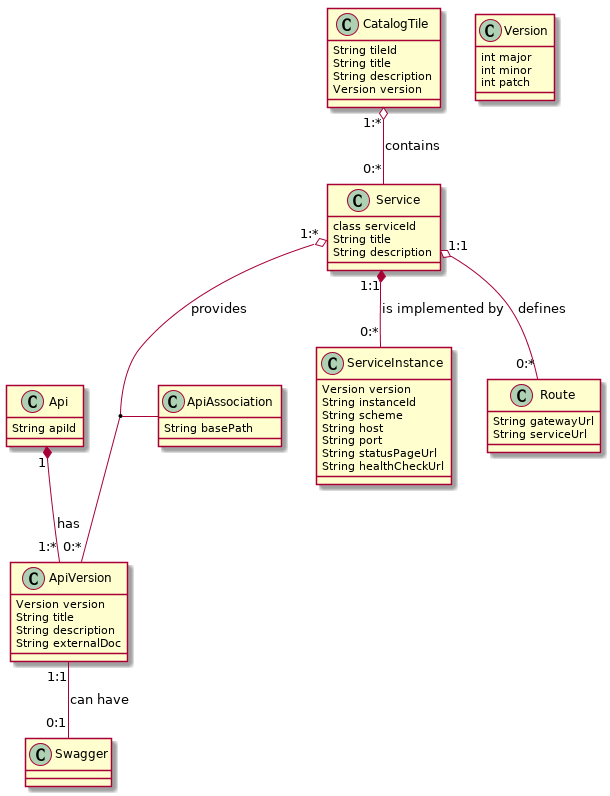 C CatalogTile
String tileId
String title
String description
Version version
C Version
int major
int minor
int patch
1:*
contains
0:*
C Service
class serviceId
String title
String description
1:*
1:1
1:1
provides
is implemented by
defines
0:*
0:*
C ServiceInstance
Version version
String instanceId
String scheme
String host
String port
String statusPageUrl
String healthCheckUrl
C Route
String gatewayUrl
String serviceUrl
C Api
String apiId
C ApiAssociation
String basePath
1
has
1:*
0:*
C ApiVersion
Version version
String title
String description
String externalDoc
1:1
can have
0:1
C Swagger